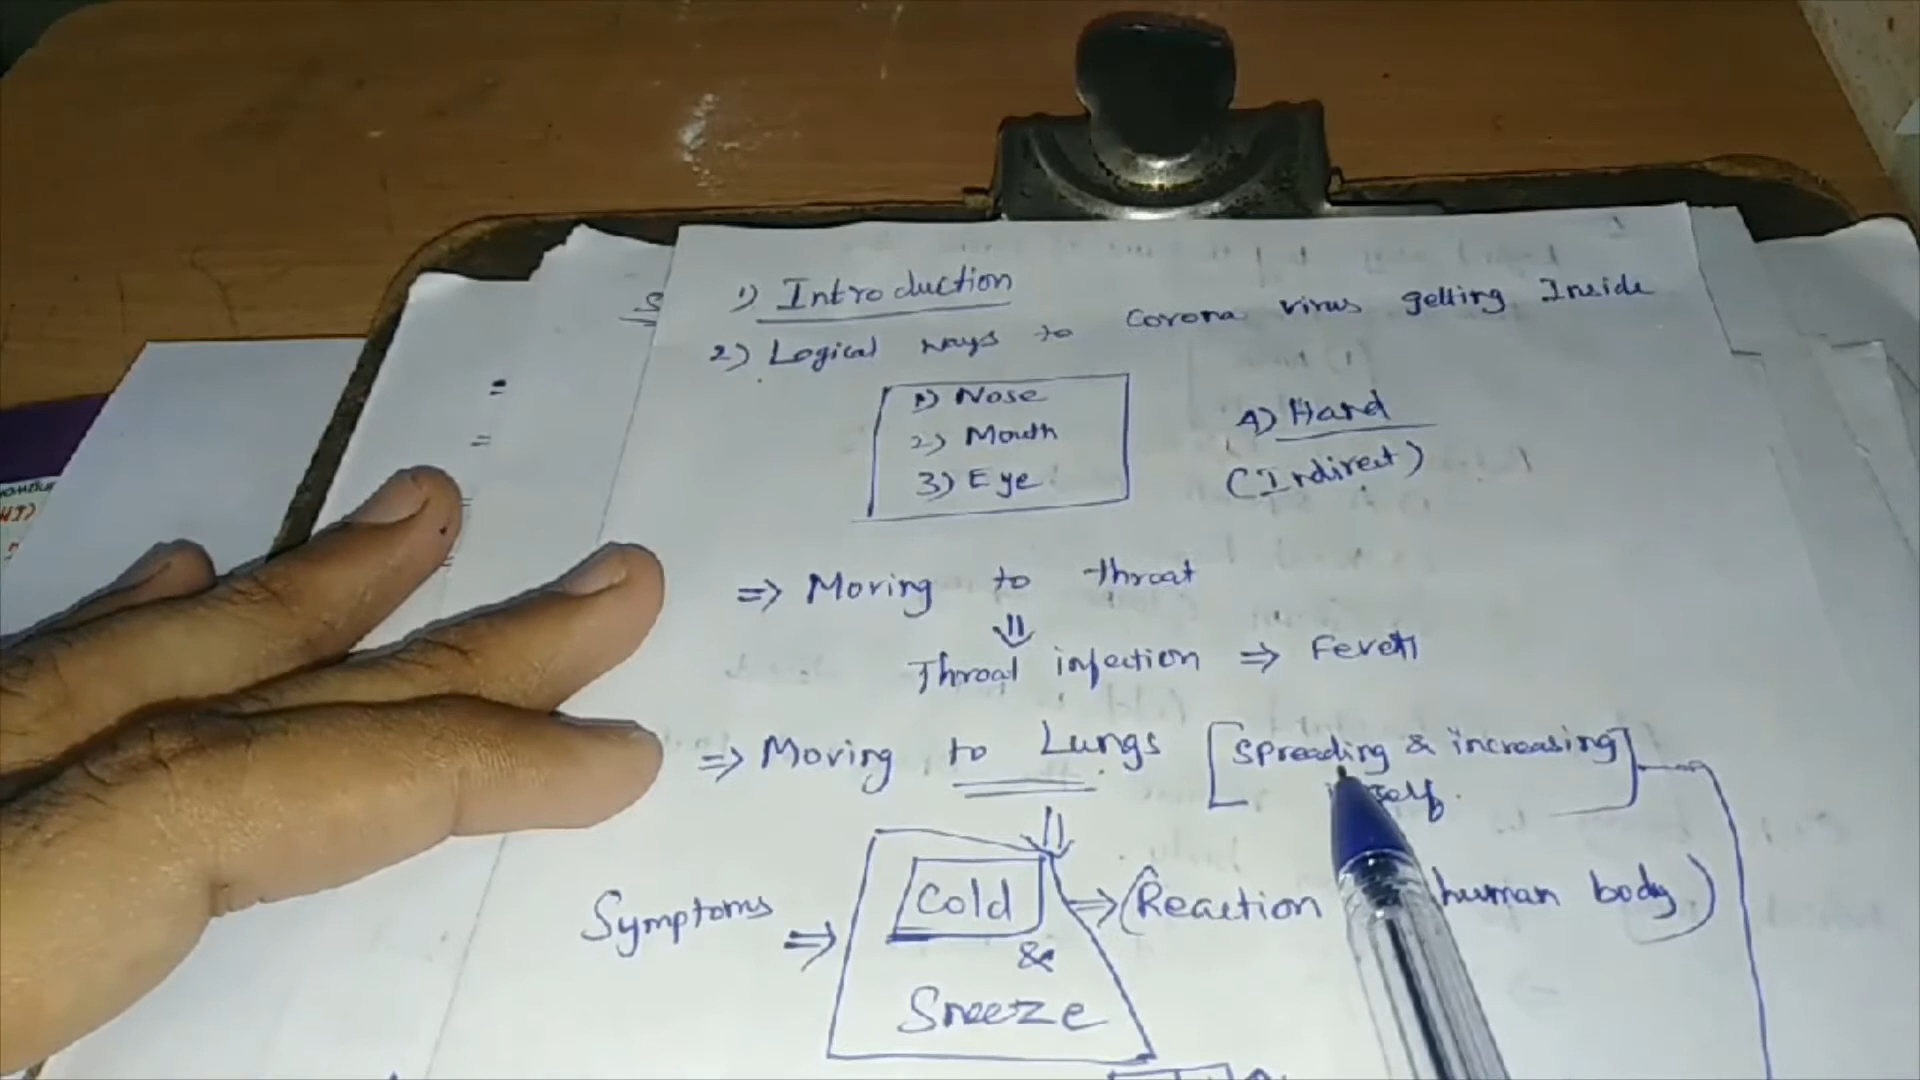 1) Introduction
2) Logical ways to Corona virus getting Inside
1) Nose
2) Mouth
3) Eye
4) Hand
(Indirect)
=> Moving to throat
⇓
Throat infection => Fever
=> Moving to Lungs [spreading & increasing
self.]
Symptoms => Cold => (Reaction human body)
&
Sneeze